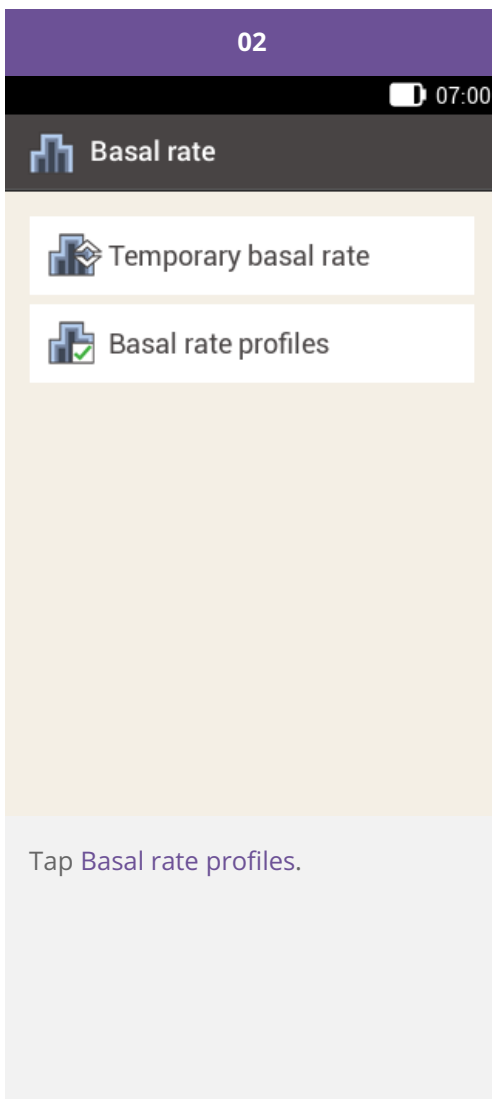 02
07:00
Basal rate
Temporary basal rate
Basal rate profiles
Tap Basal rate profiles.